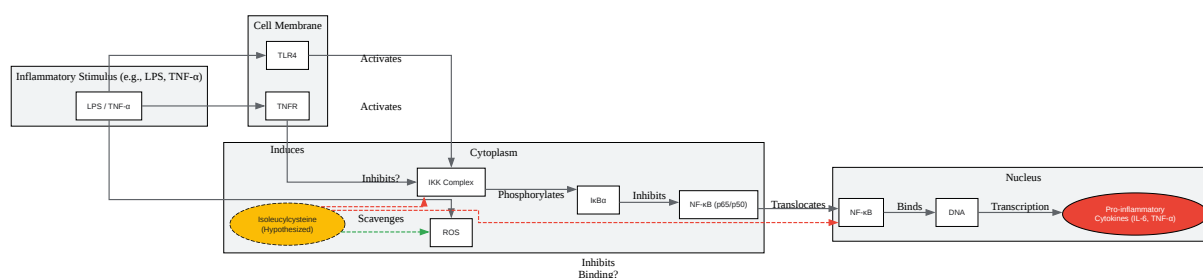 Cell Membrane
TLR4
Activates
Inflammatory Stimulus (e.g., LPS, TNF-α)
LPS / TNF-α
TNFR
Activates
Induces
Cytoplasm
Inhibits?
IKK Complex
Phosphorylates
IκBα
Inhibits
NF-κB (p65/p50)
Translocates
Isoleucylcysteine
(Hypothesized)
Scavenges
ROS
Nucleus
NF-κB
Binds
DNA
Transcription
Pro-inflammatory
Cytokines (IL-6, TNF-α)
Inhibits
Binding?